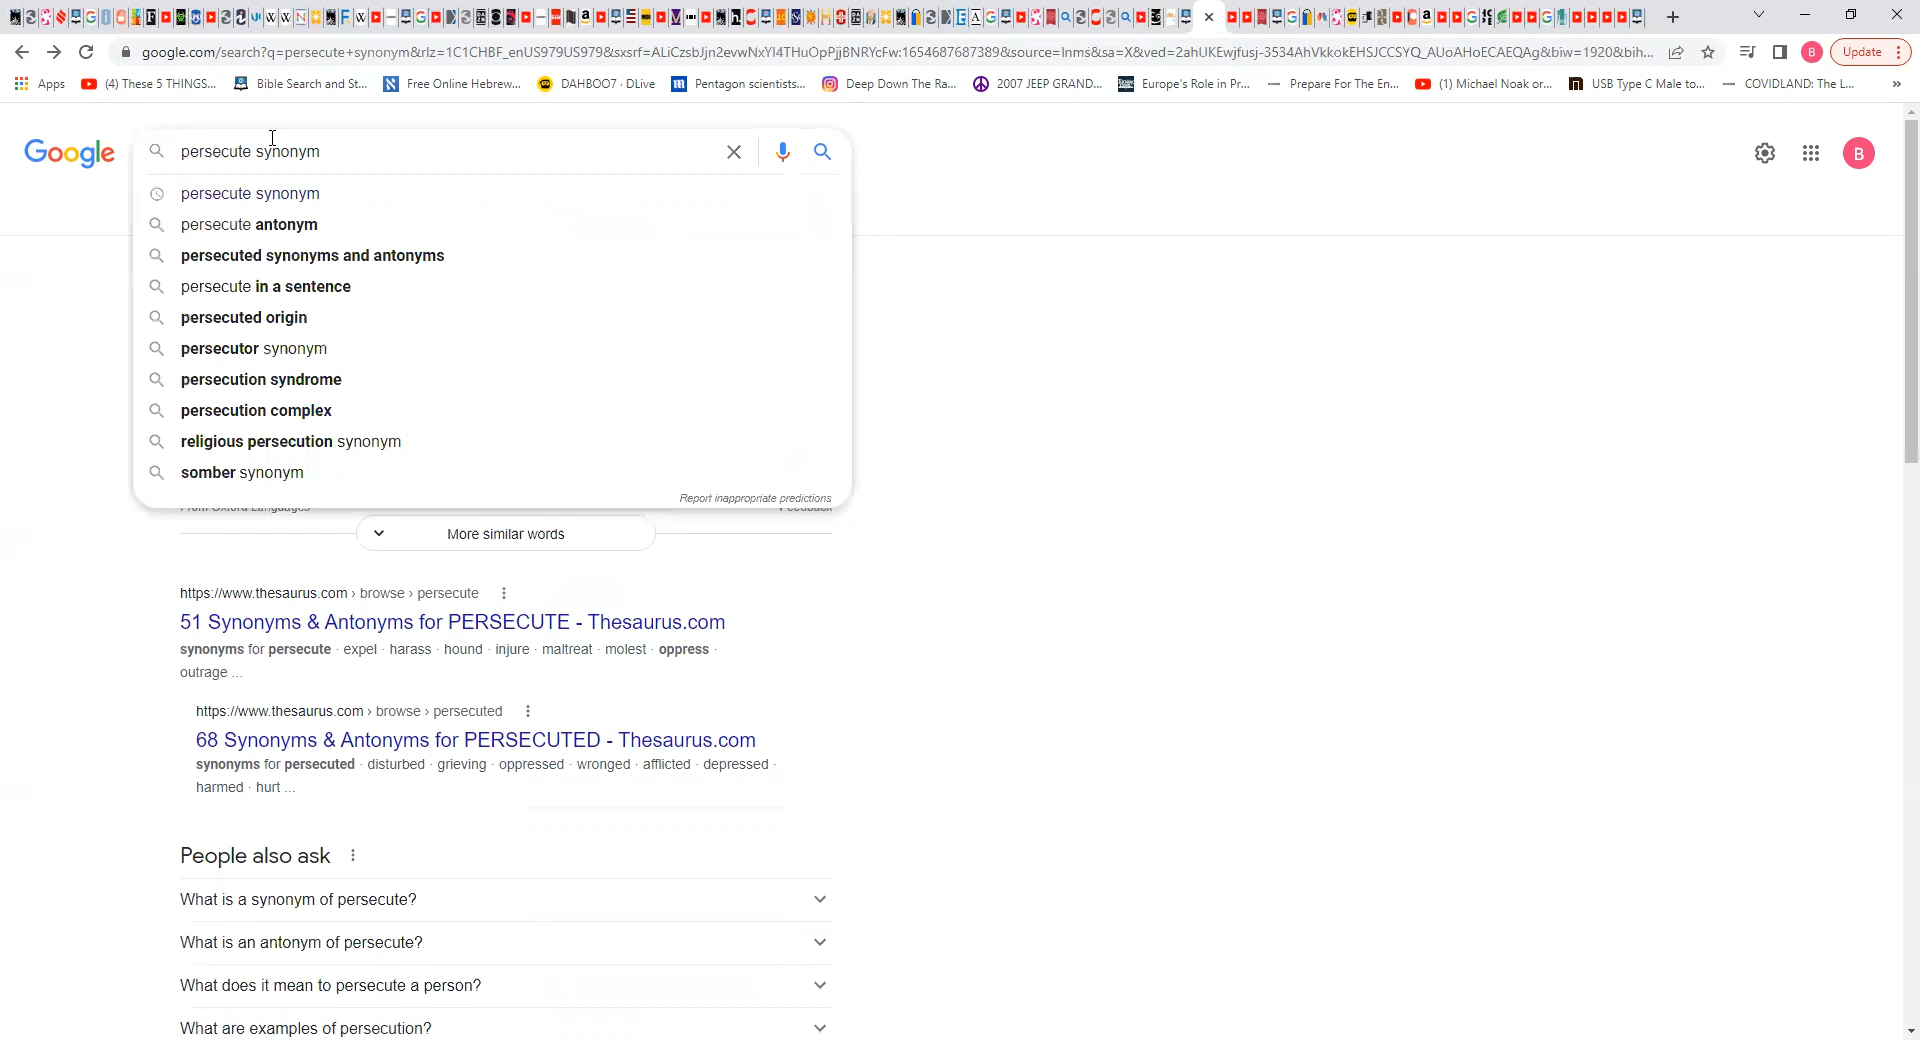 google.com/search?q=persecute+synonym&rlz=1C1CHBF_enUS979US979&sxsrf=ALiCzsbJjn2evwNxYl4THuOpPjjBNRYcFw:1654687687389&source=lnms&sa=X&ved=2ahUKEwjfusj-3534AhVkkokEHSJCCSYQ_AUoAHoECAEQAg&biw=1920&bih... B Update
Apps (4) These 5 THINGS... Bible Search and St... Free Online Hebrew... DAHBOO7 · DLive Pentagon scientists... Deep Down The Ra... 2007 JEEP GRAND... Europe's Role in Pr... Prepare For The En... (1) Michael Noak or... USB Type C Male to... COVIDLAND: The L... »
Google persecute synonym B
persecute synonym
persecute antonym
persecuted synonyms and antonyms
persecute in a sentence
persecuted origin
persecutor synonym
persecution syndrome
persecution complex
religious persecution synonym
somber synonym
Report inappropriate predictions
From Oxford Languages Feedback
More similar words
https://www.thesaurus.com › browse › persecute
51 Synonyms & Antonyms for PERSECUTE - Thesaurus.com
synonyms for persecute · expel · harass · hound · injure · maltreat · molest · oppress ·
outrage ...
https://www.thesaurus.com › browse › persecuted
68 Synonyms & Antonyms for PERSECUTED - Thesaurus.com
synonyms for persecuted · disturbed · grieving · oppressed · wronged · afflicted · depressed ·
harmed · hurt ...
People also ask
What is a synonym of persecute?
What is an antonym of persecute?
What does it mean to persecute a person?
What are examples of persecution?